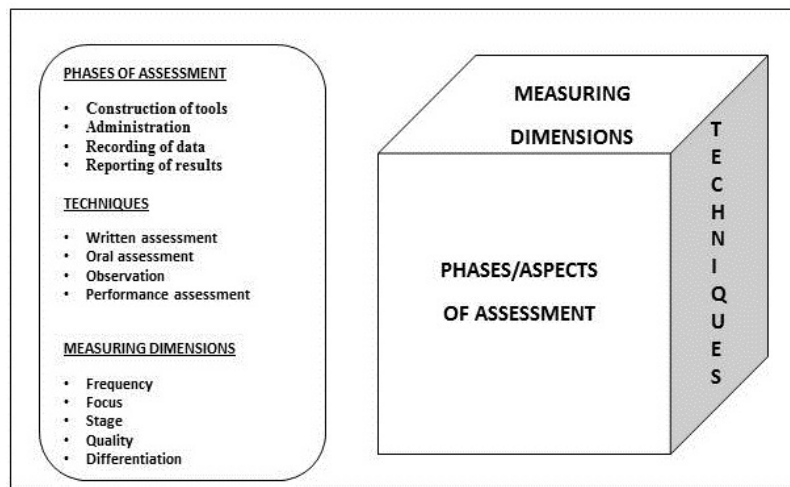 PHASES OF ASSESSMENT
• Construction of tools
• Administration
• Recording of data
• Reporting of results
TECHNIQUES
• Written assessment
• Oral assessment
• Observation
• Performance assessment
MEASURING DIMENSIONS
• Frequency
• Focus
• Stage
• Quality
• Differentiation
MEASURING
DIMENSIONS
PHASES/ASPECTS
OF ASSESSMENT
TECHNIQUES